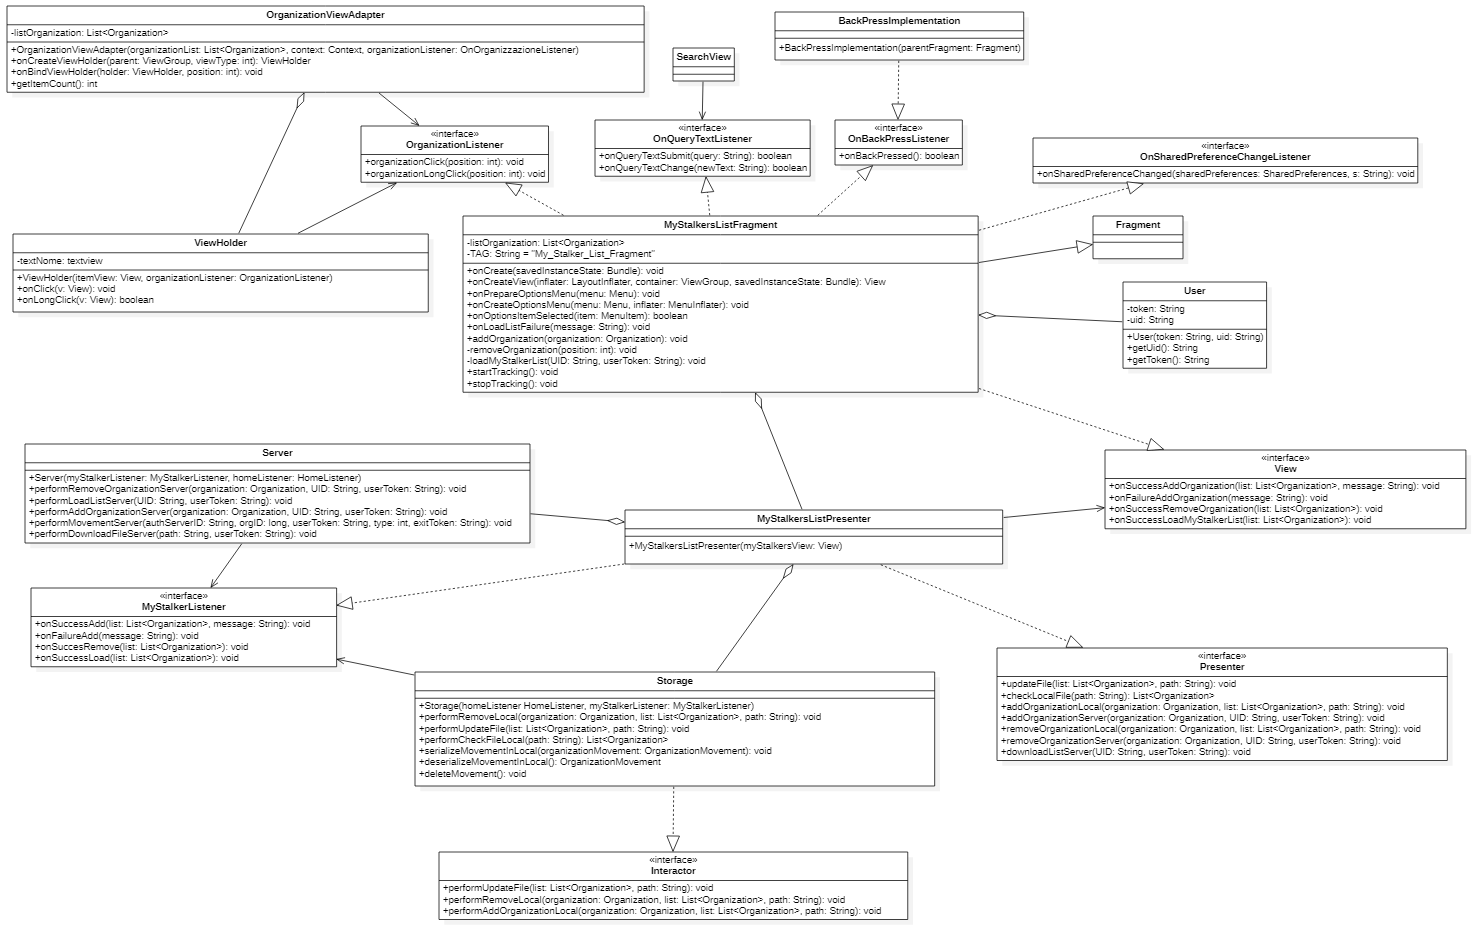 OrganizationViewAdapter
-listOrganization: List<Organization>
+OrganizationViewAdapter(organizationList: List<Organization>, context: Context, organizationListener: OnOrganizzazioneListener)
+onCreateViewHolder(parent: ViewGroup, viewType: int): ViewHolder
+onBindViewHolder(holder: ViewHolder, position: int): void
+getItemCount(): int
BackPressImplementation
+BackPressImplementation(parentFragment: Fragment)
SearchView
«interface»
OrganizationListener
+organizationClick(position: int): void
+organizationLongClick(position: int): void
«interface»
OnQueryTextListener
+onQueryTextSubmit(query: String): boolean
+onQueryTextChange(newText: String): boolean
«interface»
OnBackPressListener
+onBackPressed(): boolean
«interface»
OnSharedPreferenceChangeListener
+onSharedPreferenceChanged(sharedPreferences: SharedPreferences, s: String): void
ViewHolder
-textNome: textview
+ViewHolder(itemView: View, organizationListener: OrganizationListener)
+onClick(v: View): void
+onLongClick(v: View): boolean
MyStalkersListFragment
-listOrganization: List<Organization>
-TAG: String = "My_Stalker_List_Fragment"
+onCreate(savedInstanceState: Bundle): void
+onCreateView(inflater: LayoutInflater, container: ViewGroup, savedInstanceState: Bundle): View
+onPrepareOptionsMenu(menu: Menu): void
+onCreateOptionsMenu(menu: Menu, inflater: MenuInflater): void
+onOptionsItemSelected(item: MenuItem): boolean
+onLoadListFailure(message: String): void
+addOrganization(organization: Organization): void
-removeOrganization(position: int): void
-loadMyStalkerList(UID: String, userToken: String): void
+startTracking(): void
+stopTracking(): void
Fragment
User
-token: String
-uid: String
+User(token: String, uid: String)
+getUid(): String
+getToken(): String
Server
+Server(myStalkerListener: MyStalkerListener, homeListener: HomeListener)
+performRemoveOrganizationServer(organization: Organization, UID: String, userToken: String): void
+performLoadListServer(UID: String, userToken: String): void
+performAddOrganizationServer(organization: Organization, UID: String, userToken: String): void
+performMovementServer(authServerID: String, orgID: long, userToken: String, type: int, exitToken: String): void
+performDownloadFileServer(path: String, userToken: String): void
«interface»
View
+onSuccessAddOrganization(list: List<Organization>, message: String): void
+onFailureAddOrganization(message: String): void
+onSuccessRemoveOrganization(list: List<Organization>): void
+onSuccessLoadMyStalkerList(list: List<Organization>): void
MyStalkersListPresenter
+MyStalkersListPresenter(myStalkersView: View)
«interface»
MyStalkerListener
+onSuccessAdd(list: List<Organization>, message: String): void
+onFailureAdd(message: String): void
+onSuccesRemove(list: List<Organization>): void
+onSuccessLoad(list: List<Organization>): void
Storage
+Storage(homeListener HomeListener, myStalkerListener: MyStalkerListener)
+performRemoveLocal(organization: Organization, list: List<Organization>, path: String): void
+performUpdateFile(list: List<Organization>, path: String): void
+performCheckFileLocal(path: String): List<Organization>
+serializeMovementInLocal(organizationMovement: OrganizationMovement): void
+deserializeMovementInLocal(): OrganizationMovement
+deleteMovement(): void
«interface»
Presenter
+updateFile(list: List<Organization>, path: String): void
+checkLocalFile(path: String): List<Organization>
+addOrganizationLocal(organization: Organization, list: List<Organization>, path: String): void
+addOrganizationServer(organization: Organization, UID: String, userToken: String): void
+removeOrganizationLocal(organization: Organization, list: List<Organization>, path: String): void
+removeOrganizationServer(organization: Organization, UID: String, userToken: String): void
+downloadListServer(UID: String, userToken: String): void
«interface»
Interactor
+performUpdateFile(list: List<Organization>, path: String): void
+performRemoveLocal(organization: Organization, list: List<Organization>, path: String): void
+performAddOrganizationLocal(organization: Organization, list: List<Organization>, path: String): void